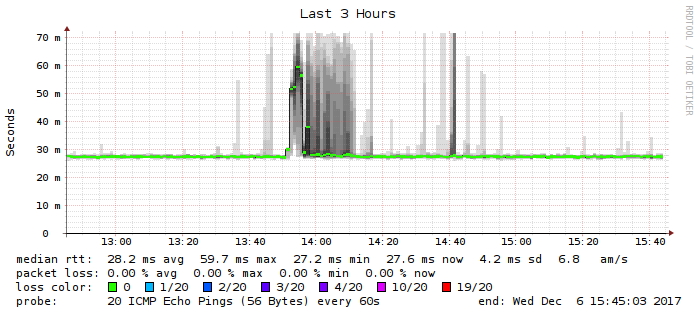 Last 3 Hours
RRDTOOL / TOBI OETIKER
Seconds
70 m
60 m
50 m
40 m
30 m
20 m
10 m
0
13:00 13:20 13:40 14:00 14:20 14:40 15:00 15:20 15:40
median rtt: 28.2 ms avg 59.7 ms max 27.2 ms min 27.6 ms now 4.2 ms sd 6.8 am/s
packet loss: 0.00 % avg 0.00 % max 0.00 % min 0.00 % now
loss color: 0 1/20 2/20 3/20 4/20 10/20 19/20
probe: 20 ICMP Echo Pings (56 Bytes) every 60s end: Wed Dec 6 15:45:03 2017